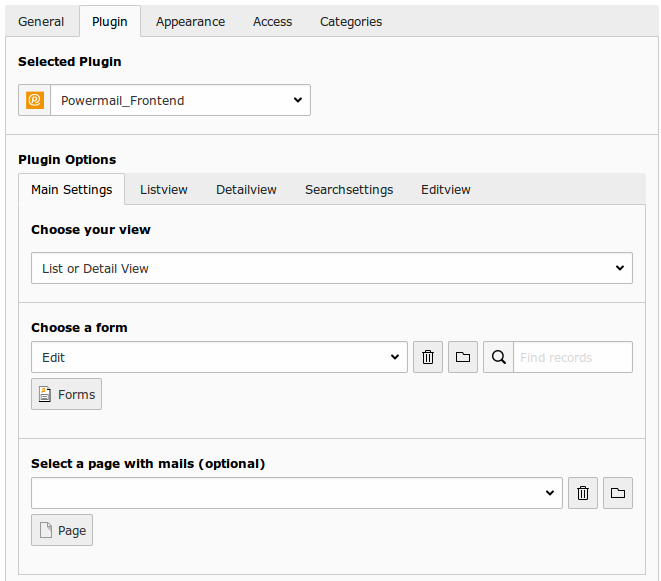 General Plugin Appearance Access Categories
Selected Plugin
Powermail_Frontend
Plugin Options
Main Settings Listview Detailview Searchsettings Editview
Choose your view
List or Detail View
Choose a form
Edit Find records
Forms
Select a page with mails (optional)
Page